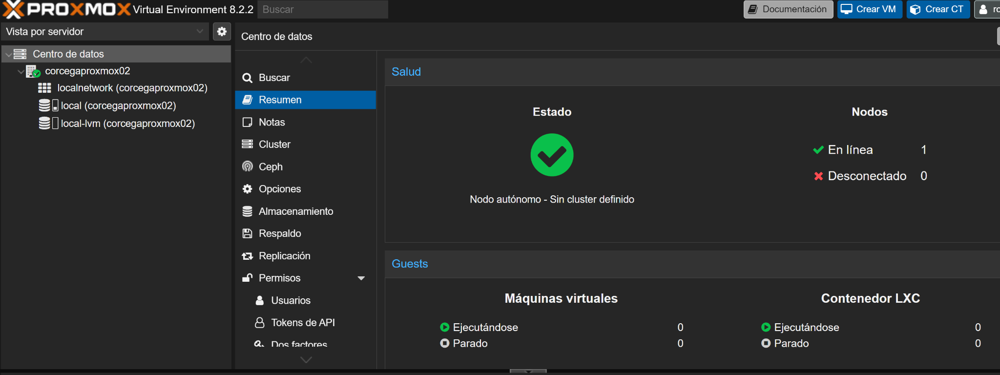 PROXMOX Virtual Environment 8.2.2 Buscar Documentación Crear VM Crear CT
Vista por servidor
Centro de datos
corcegaproxmox02
localnetwork (corcegaproxmox02)
local (corcegaproxmox02)
local-lvm (corcegaproxmox02)
Centro de datos
Buscar
Resumen
Notas
Cluster
Ceph
Opciones
Almacenamiento
Respaldo
Replicación
Permisos
Usuarios
Tokens de API
Dos factores
Salud
Estado
Nodo autónomo - Sin cluster definido
Nodos
En línea 1
Desconectado 0
Guests
Máquinas virtuales
Ejecutándose 0
Parado 0
Contenedor LXC
Ejecutándose 0
Parado 0